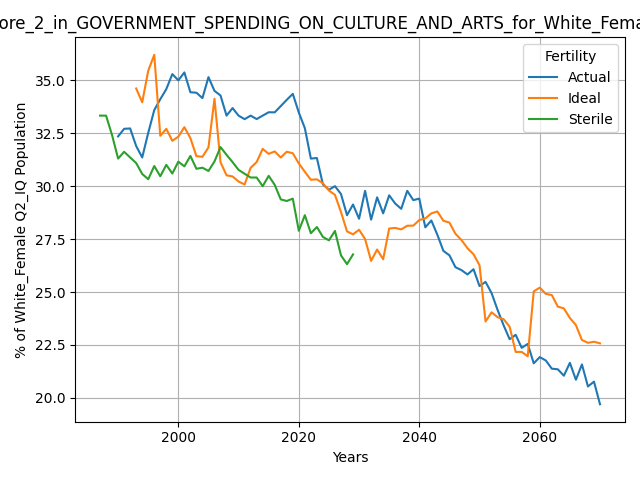 ore_2_in_GOVERNMENT_SPENDING_ON_CULTURE_AND_ARTS_for_White_Fema
Fertility
Actual
Ideal
Sterile
% of White_Female Q2_IQ Population
35.0
32.5
30.0
27.5
25.0
22.5
20.0
2000
2020
2040
2060
Years